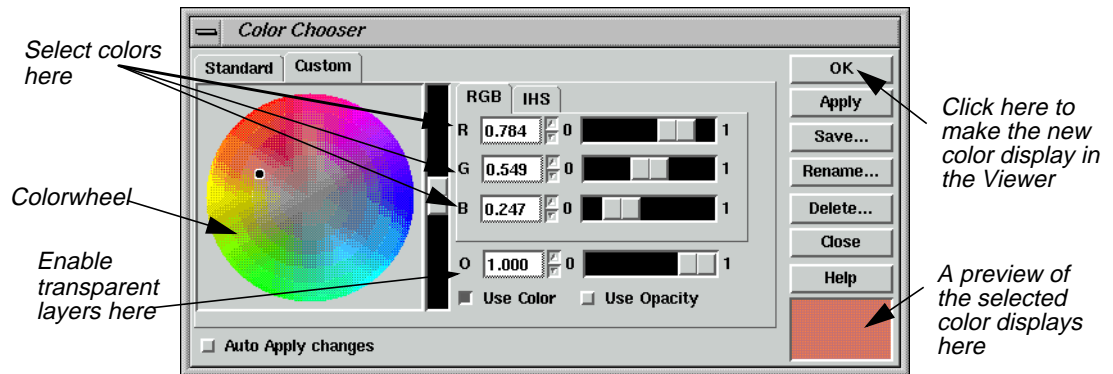 Color Chooser
Select colors
here
Standard
Custom
OK
RGB
IHS
Apply
Click here to
make the new
color display in
the Viewer
R 0.784 0 1
Save...
G 0.549 0 1
Rename...
Colorwheel
B 0.247 0 1
Delete...
Close
Enable
transparent
layers here
O 1.000 0 1
Help
Use Color
Use Opacity
A preview of
the selected
color displays
here
Auto Apply changes